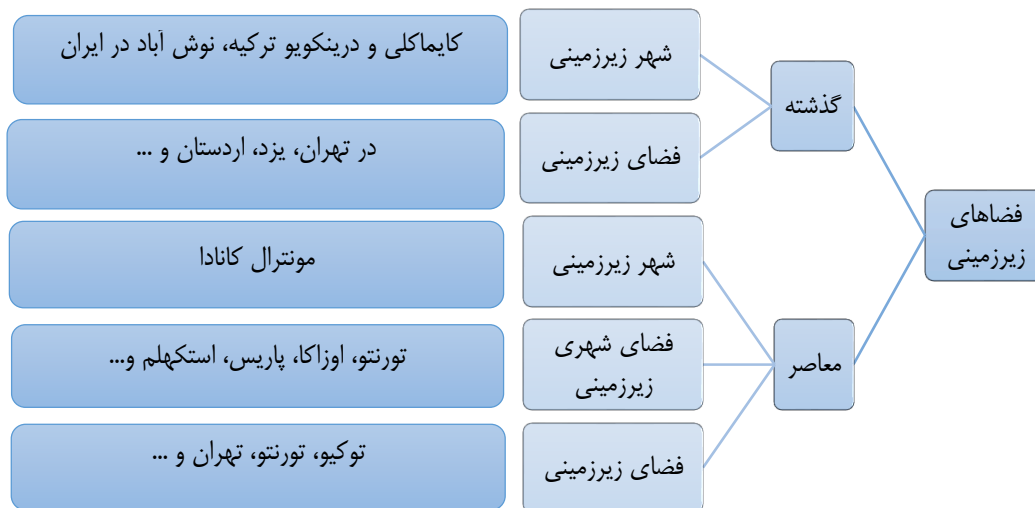 فضاهای
زیرزمینی
گذشته
شهر زیرزمینی
کایماکلی و درینکویو ترکیه، نوش آباد در ایران
فضای زیرزمینی
در تهران، یزد، اردستان و ...
معاصر
شهر زیرزمینی
مونترال کانادا
فضای شهری
زیرزمینی
تورنتو، اوزاکا، پاریس، استکهلم و...
فضای زیرزمینی
توکیو، تورنتو، تهران و ...